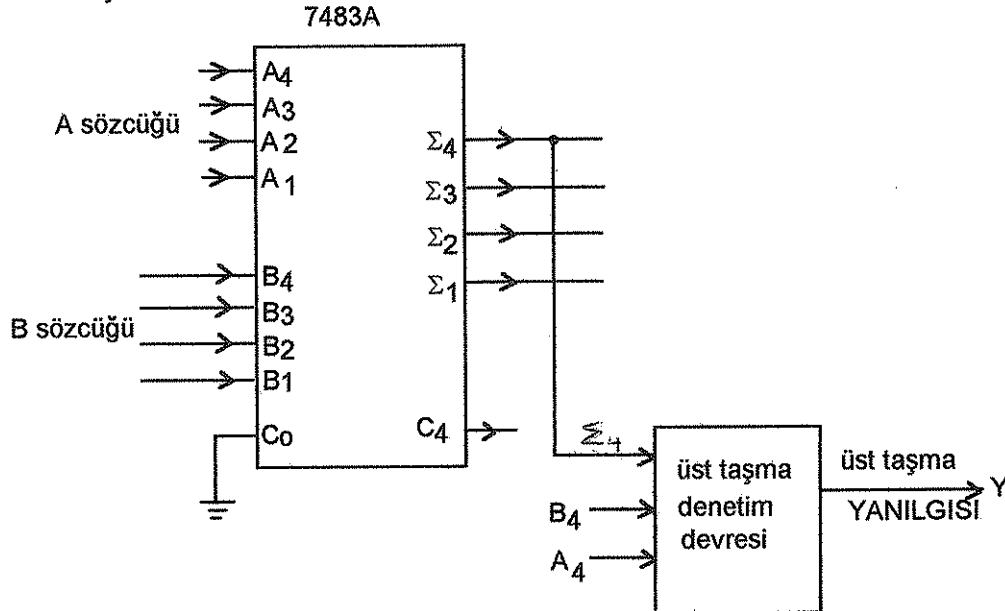 7483A
A4
A3
A sözcüğü
A2
A1
Σ4
Σ3
Σ2
Σ1
B4
B3
B sözcüğü
B2
B1
Co
C4
Σ4
üst taşma
denetim
devresi
B4
A4
üst taşma
YANILGISI
Y